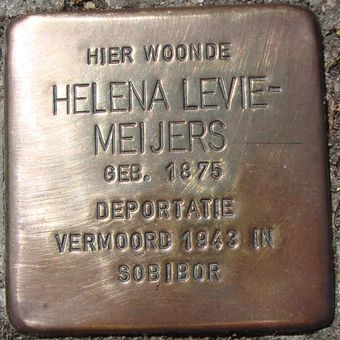 HIER WOONDE
HELENA LEVIE-
MEIJERS
GEB. 1875
DEPORTATIE
VERMOORD 1943 IN
SOBIBOR